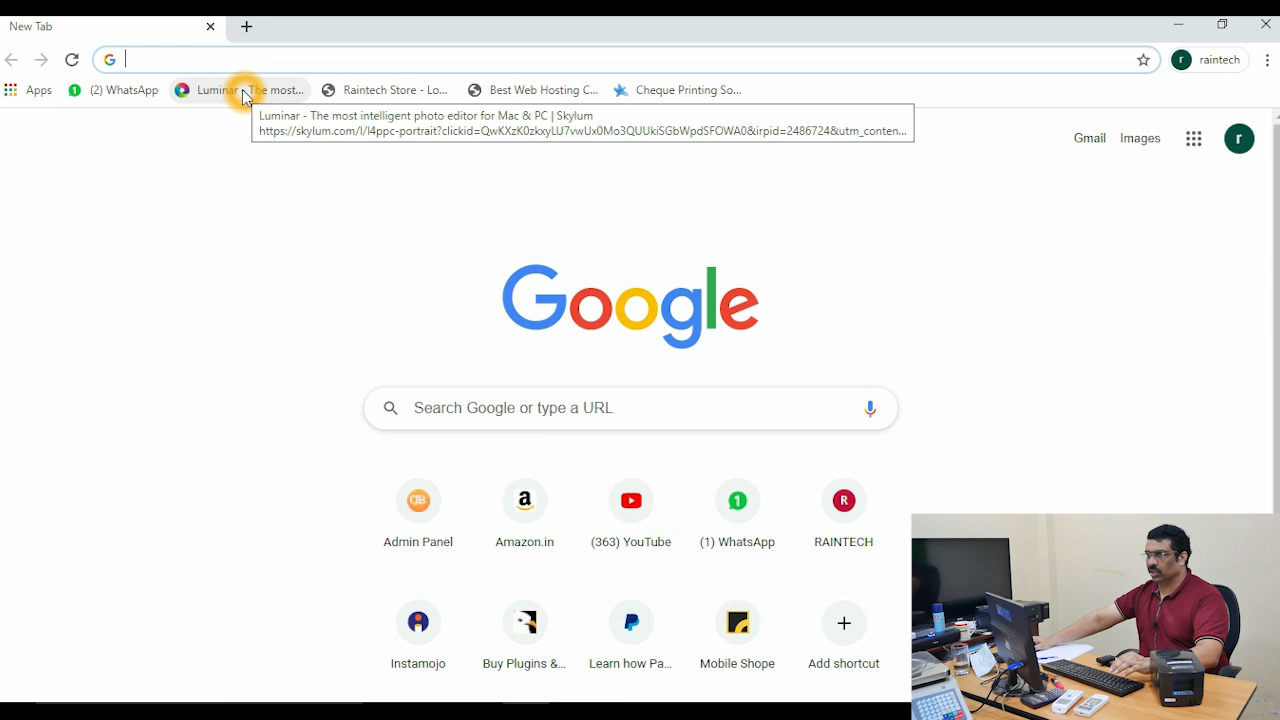 New Tab
raintech
Apps
(2) WhatsApp
Luminar - The most...
Raintech Store - Lo...
Best Web Hosting C...
Cheque Printing So...
Luminar - The most intelligent photo editor for Mac & PC | Skylum
https://skylum.com/l/l4ppc-portrait?clickid=QwKXzK0zkxyLU7vwUx0Mo3QUUkiSGbWpdSFOWA0&irpid=2486724&utm_conten...
Gmail
Images
r
r
Google
Search Google or type a URL
Admin Panel
Amazon.in
(363) YouTube
(1) WhatsApp
RAINTECH
Instamojo
Buy Plugins &...
Learn how Pa...
Mobile Shope
Add shortcut